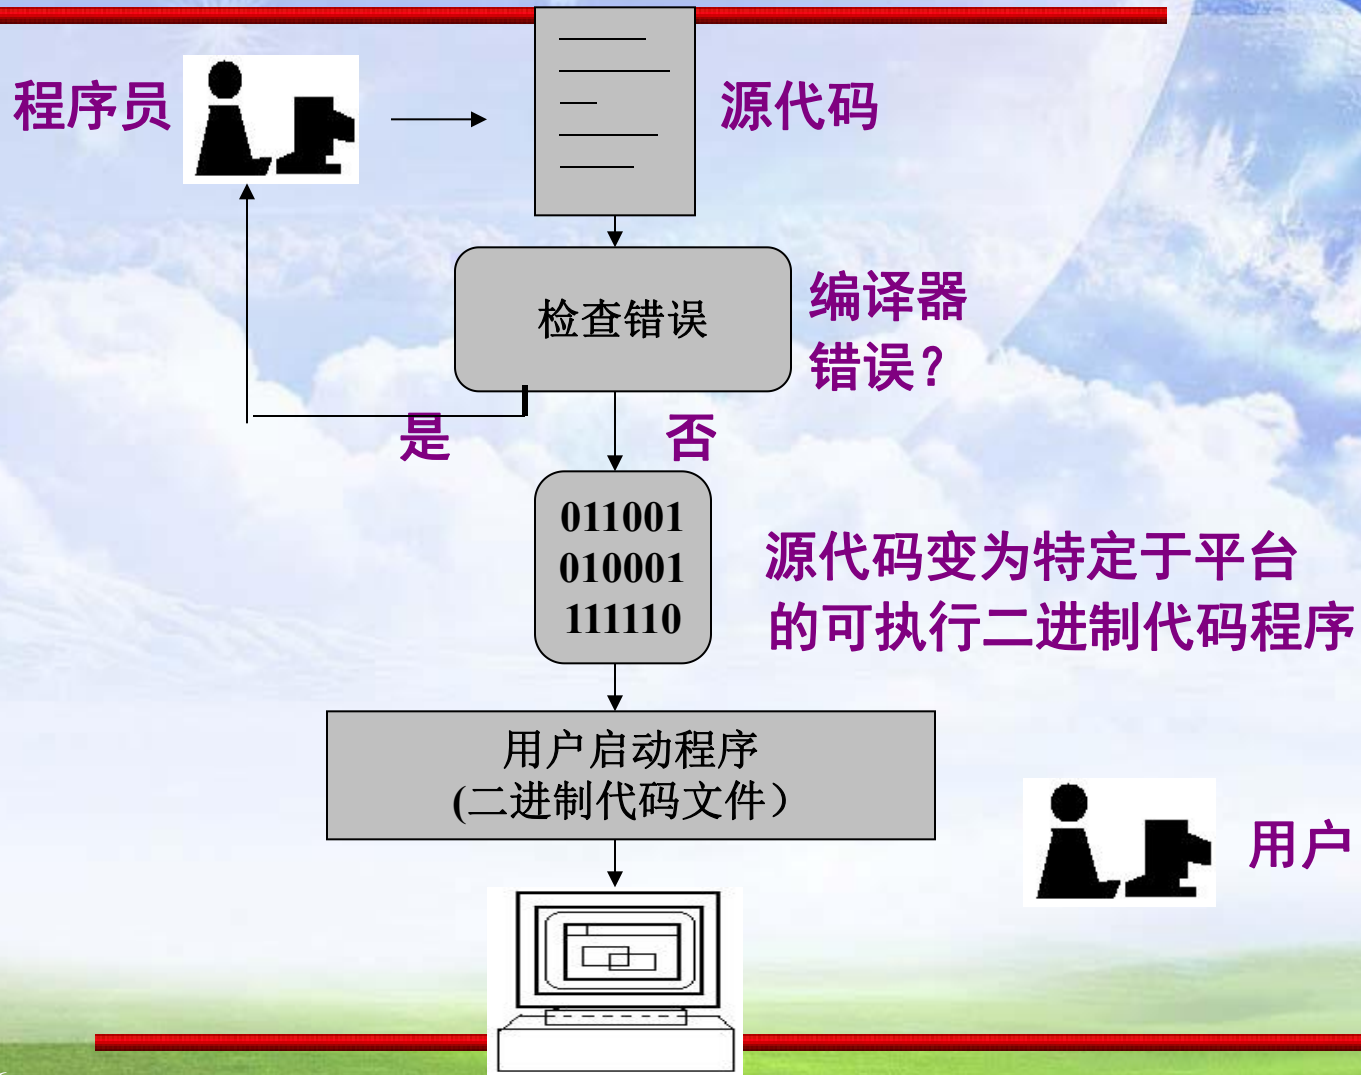 程序员
源代码
检查错误
编译器
错误？
是
否
011001
010001
111110
源代码变为特定于平台
的可执行二进制代码程序
用户启动程序
(二进制代码文件）
用户